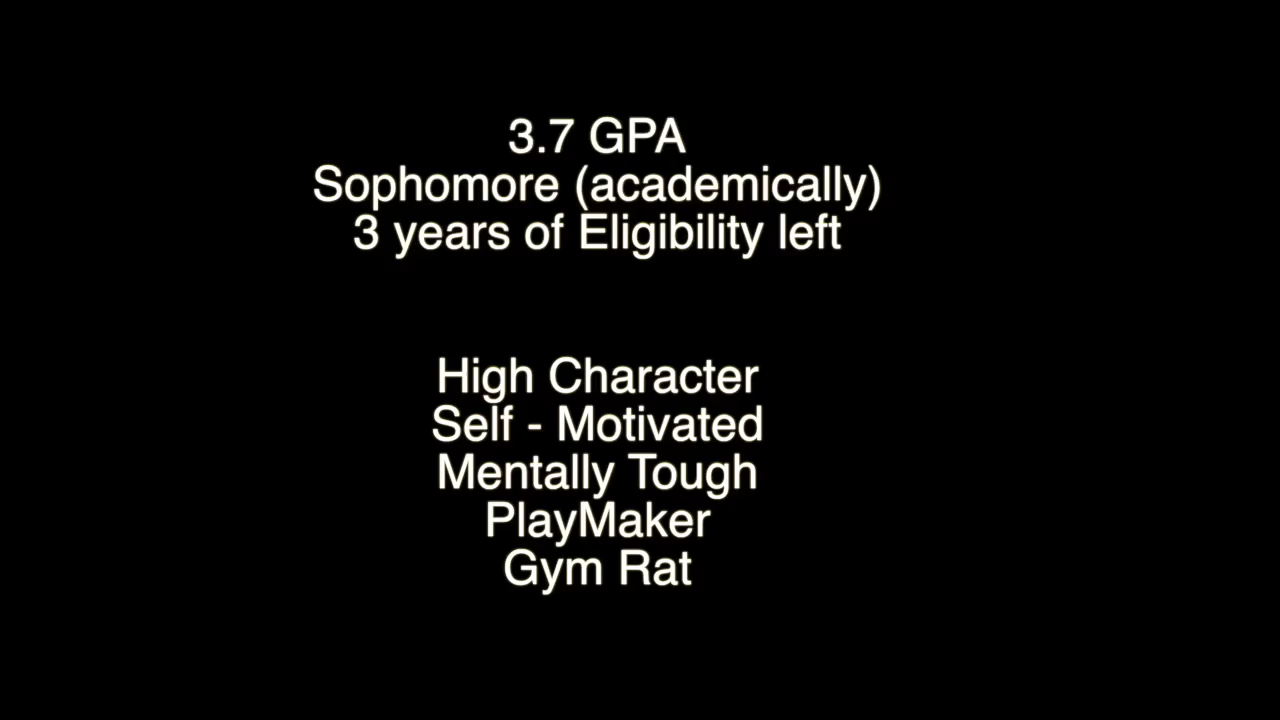 3.7 GPA
Sophomore (academically)
3 years of Eligibility left
High Character
Self - Motivated
Mentally Tough
PlayMaker
Gym Rat